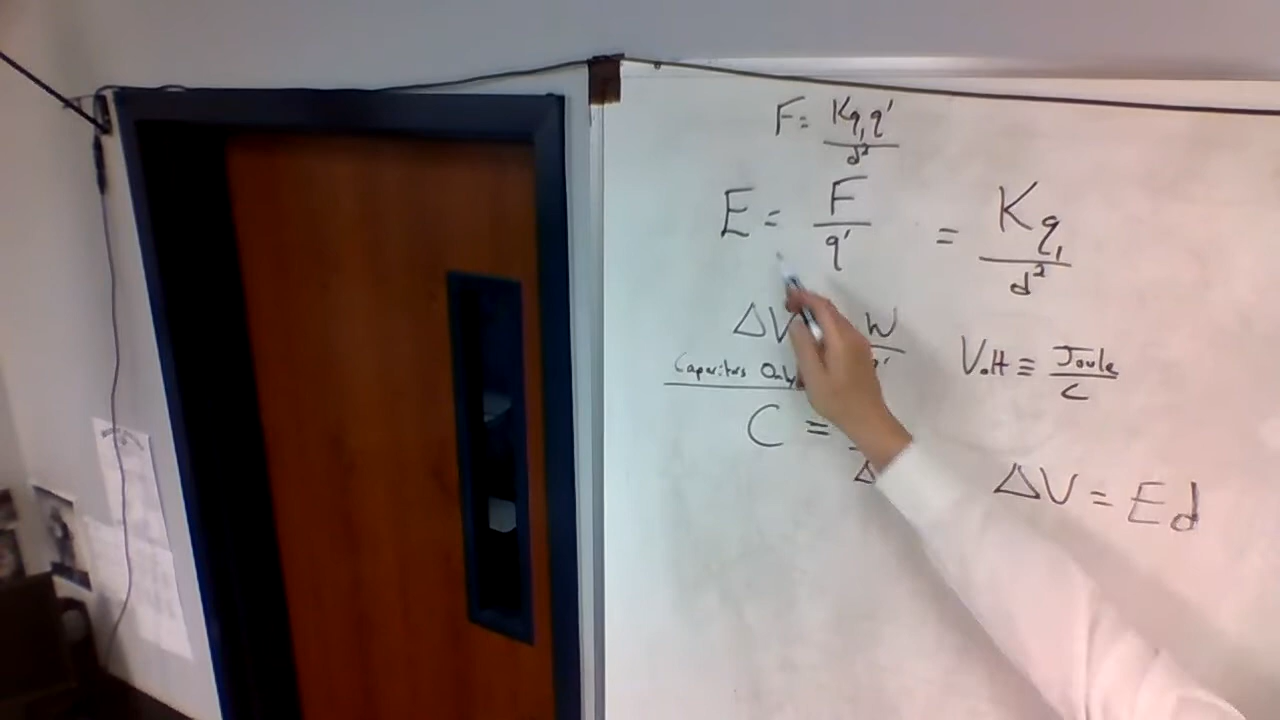 F = Kq₁q' / d²
E = F / q' = Kq₁ / d²
ΔV W / ' Volt ≡ Joule / C
Capacitors Only
C = Δ
ΔV = Ed